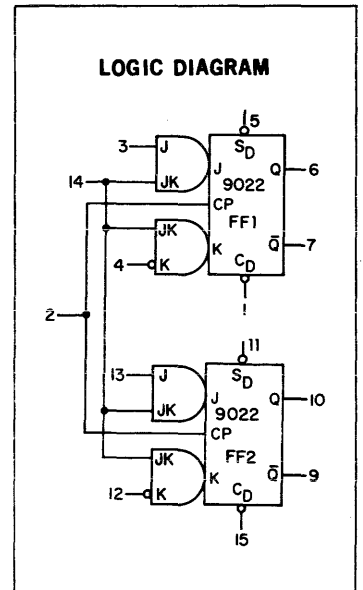 LOGIC DIAGRAM
5
3 J SD
J Q 6
14 JK 9022
CP
JK FF1
4 K K Q̅ 7
CD
1
2
11
13 J SD
J Q 10
JK 9022
CP
JK FF2
12 K K Q̅ 9
CD
15